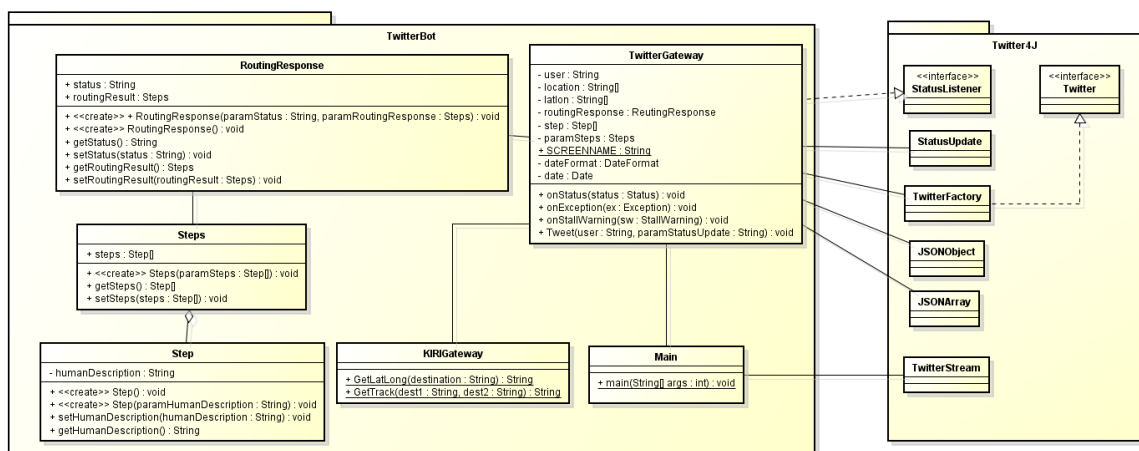 TwitterBot
RoutingResponse
+ status : String
+ routingResult : Steps
+ <<create>> + RoutingResponse(paramStatus : String, paramRoutingResponse : Steps) : void
+ <<create>> RoutingResponse() : void
+ getStatus() : String
+ setStatus(status : String) : void
+ getRoutingResult() : Steps
+ setRoutingResult(routingResult : Steps) : void
TwitterGateway
- user : String
- location : String[]
- latlon : String[]
- routingResponse : ReutingResponse
- step : Step[]
- paramSteps : Steps
+ SCREENNAME : String
- dateFormat : DateFormat
- date : Date
+ onStatus(status : Status) : void
+ onException(ex : Exception) : void
+ onStallWarning(sw : StallWarning) : void
+ Tweet(user : String, paramStatusUpdate : String) : void
Steps
+ steps : Step[]
+ <<create>> Steps(paramSteps : Step[]) : void
+ getSteps() : Step[]
+ setSteps(steps : Step[]) : void
Step
- humanDescription : String
+ <<create>> Step() : void
+ <<create>> Step(paramHumanDescription : String) : void
+ setHumanDescription(humanDescription : String) : void
+ getHumanDescription() : String
KIRIGateway
+ GetLatLong(destination : String) : String
+ GetTrack(dest1 : String, dest2 : String) : String
Main
+ main(String[] args : int) : void
Twitter4J
<<interface>>
StatusListener
<<interface>>
Twitter
StatusUpdate
TwitterFactory
JSONObject
JSONArray
TwitterStream